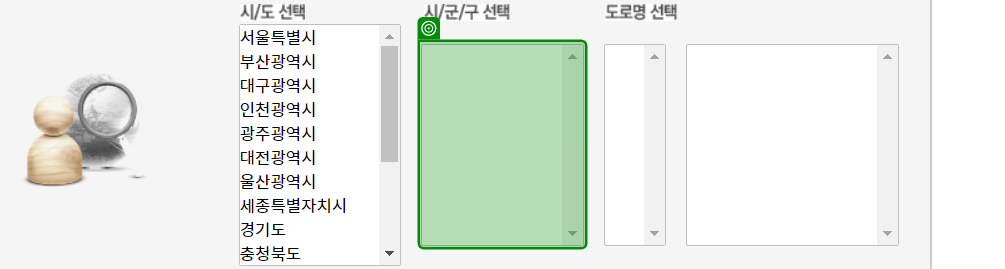 시/도 선택 시/군/구 선택 도로명 선택
서울특별시
부산광역시
대구광역시
인천광역시
광주광역시
대전광역시
울산광역시
세종특별자치시
경기도
충청북도